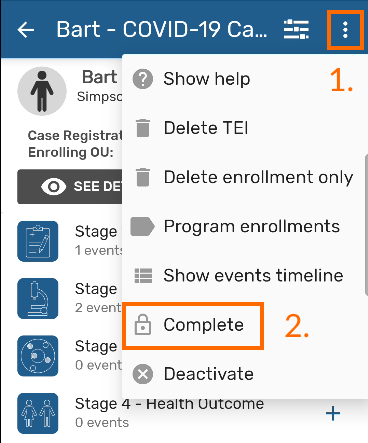 Bart - COVID-19 Ca...
1.
Bart
Simpso
Case Registrat
Enrolling OU:
SEE DE
Show help
Delete TEI
Delete enrollment only
Program enrollments
Show events timeline
Complete
2.
Deactivate
Stage
1 events
Stage
2 events
Stage
0 events
Stage 4 - Health Outcome
0 events